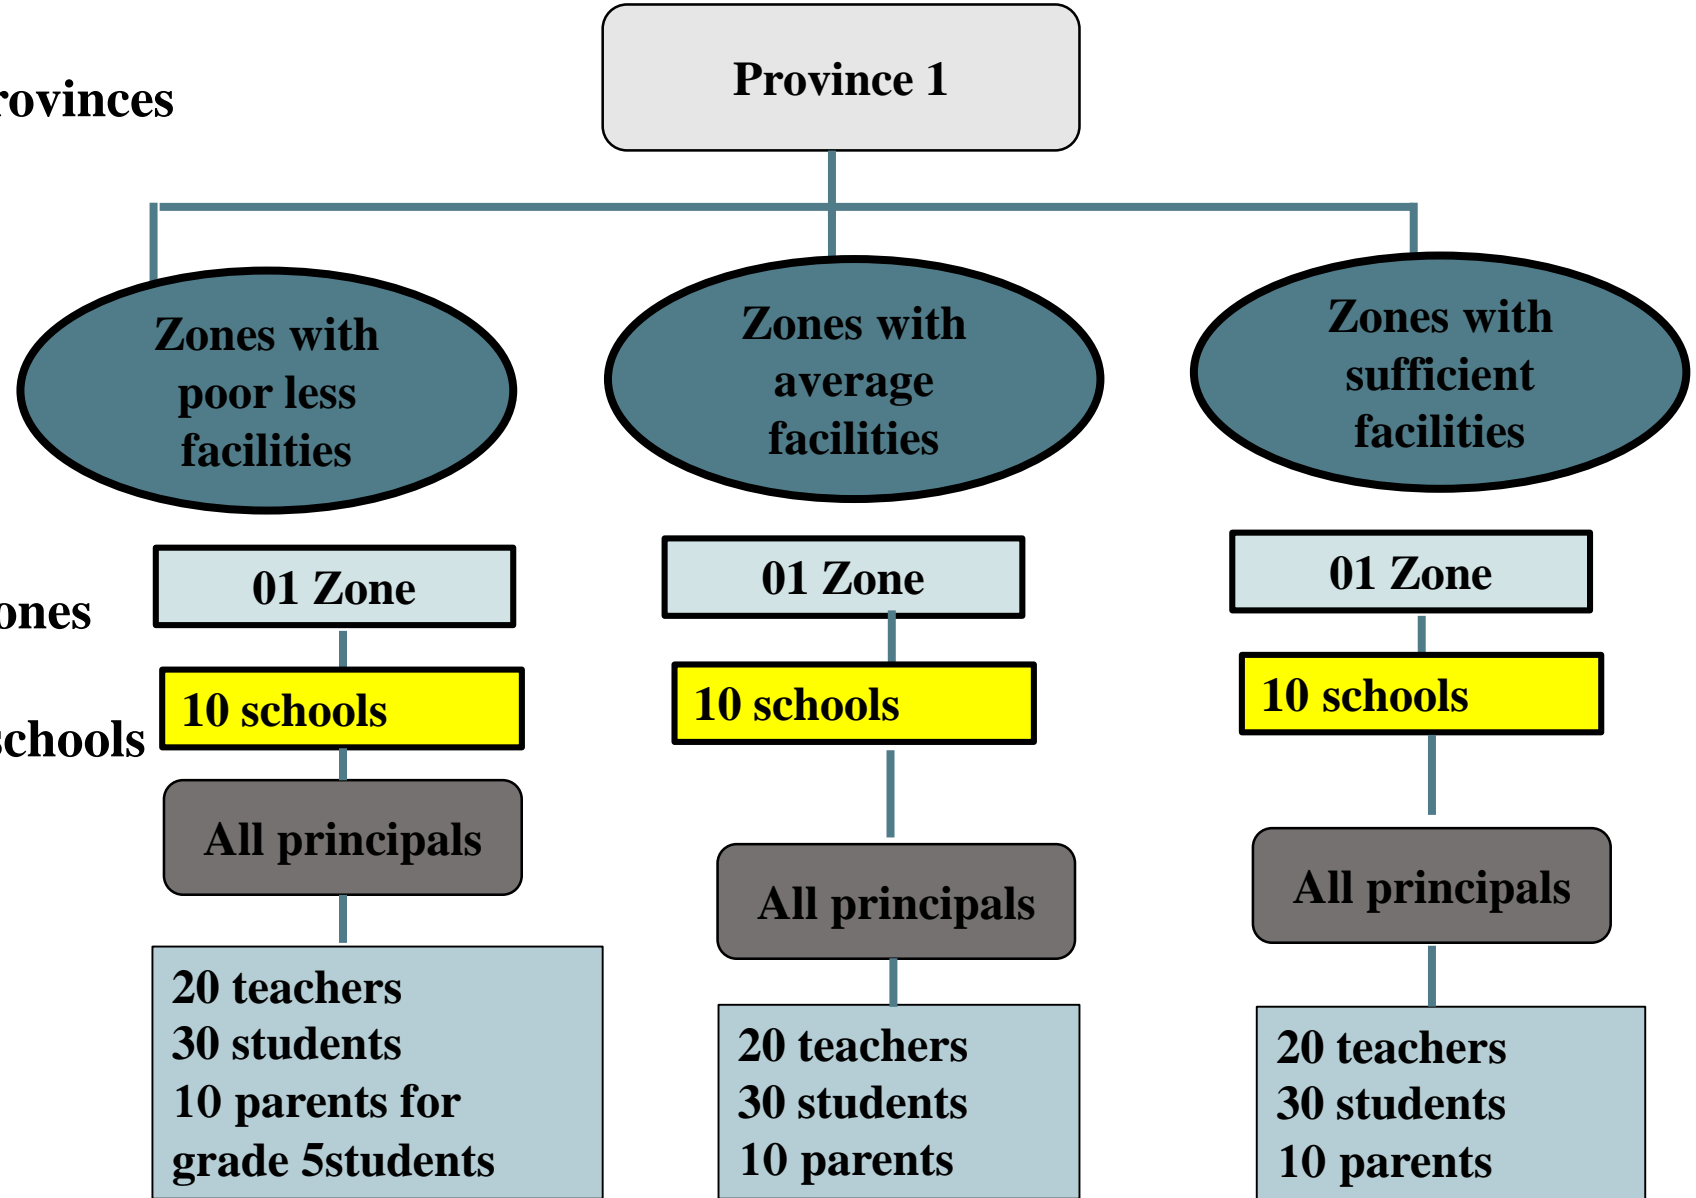 Province 1
rovinces
Zones with
poor less
facilities
Zones with
average
facilities
Zones with
sufficient
facilities
01 Zone
01 Zone
01 Zone
ones
10 schools
10 schools
10 schools
schools
All principals
All principals
All principals
20 teachers
30 students
10 parents for
grade 5students
20 teachers
30 students
10 parents
20 teachers
30 students
10 parents